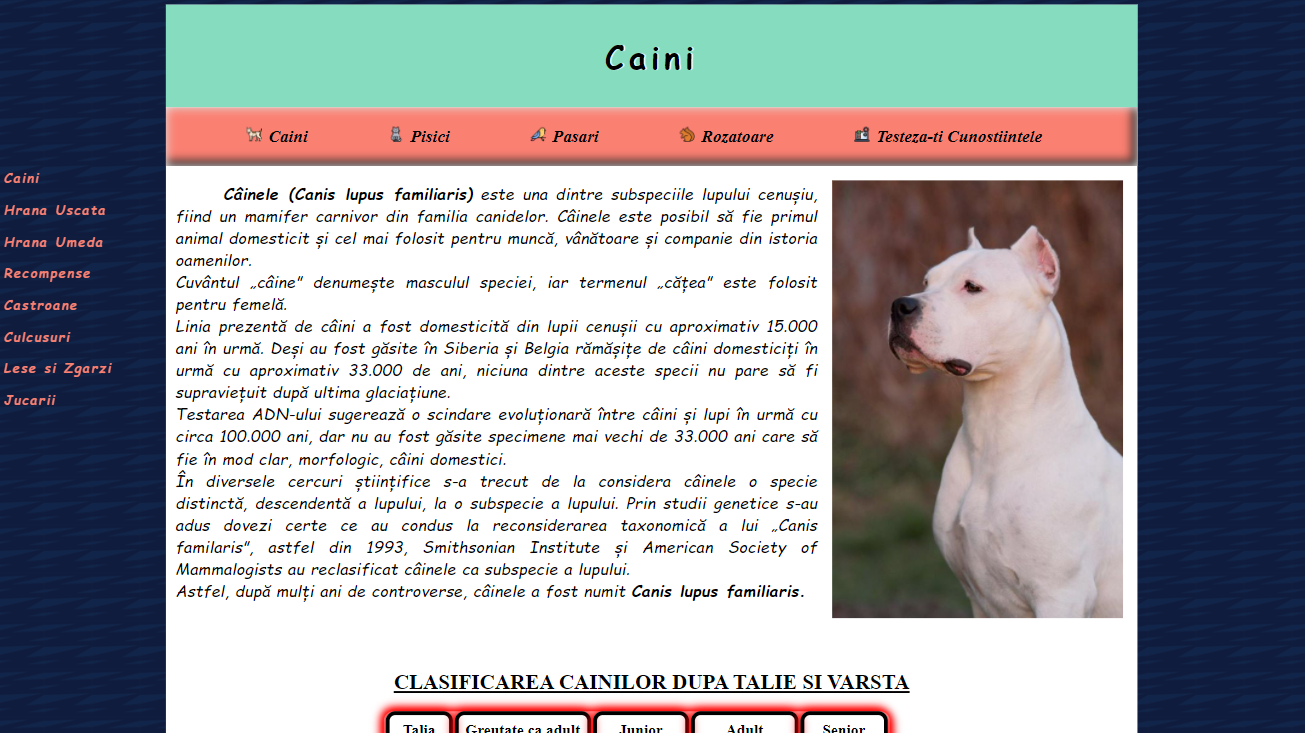 Caini
Caini Pisici Pasari Rozatoare Testeza-ti Cunostiintele
Caini
Hrana Uscata
Hrana Umeda
Recompense
Castroane
Culcusuri
Lese si Zgarzi
Jucarii
Câinele (Canis lupus familiaris) este una dintre subspeciile lupului cenușiu,
fiind un mamifer carnivor din familia canidelor. Câinele este posibil să fie primul
animal domesticit și cel mai folosit pentru muncă, vânătoare și companie din istoria
oamenilor.
Cuvântul „câine” denumește masculul speciei, iar termenul „cățea” este folosit
pentru femelă.
Linia prezentă de câini a fost domesticită din lupii cenușii cu aproximativ 15.000
ani în urmă. Deși au fost găsite în Siberia și Belgia rămășițe de câini domesticiți în
urmă cu aproximativ 33.000 de ani, niciuna dintre aceste specii nu pare să fi
supraviețuit după ultima glaciațiune.
Testarea ADN-ului sugerează o scindare evoluționară între câini și lupi în urmă cu
circa 100.000 ani, dar nu au fost găsite specimene mai vechi de 33.000 ani care să
fie în mod clar, morfologic, câini domestici.
În diversele cercuri științifice s-a trecut de la considera câinele o specie
distinctă, descendentă a lupului, la o subspecie a lupului. Prin studii genetice s-au
adus dovezi certe ce au condus la reconsiderarea taxonomică a lui „Canis
familaris”, astfel din 1993, Smithsonian Institute și American Society of
Mammalogists au reclasificat câinele ca subspecie a lupului.
Astfel, după mulți ani de controverse, câinele a fost numit Canis lupus familiaris.
CLASIFICAREA CAINILOR DUPA TALIE SI VARSTA
Talia Greutate ca adult Junior Adult Senior